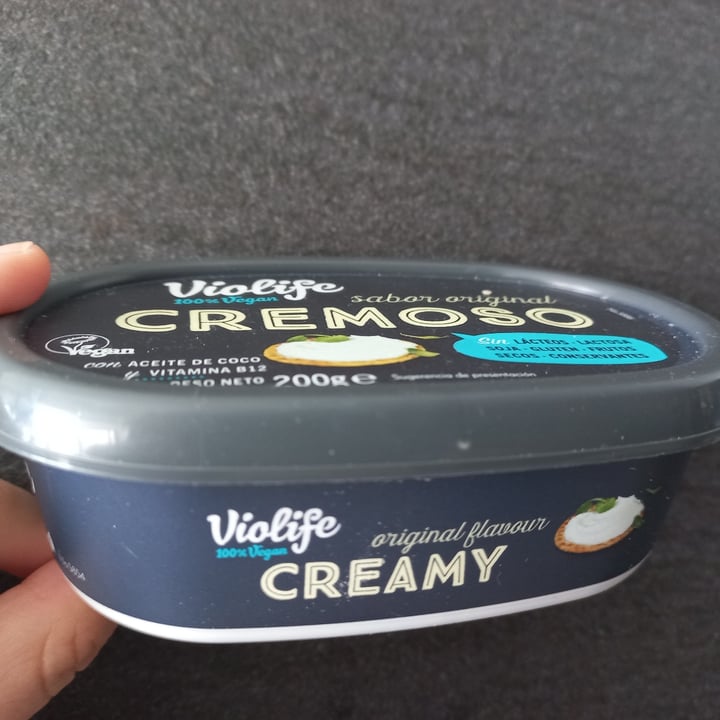 Violife
100% Vegan
sabor original
CREMOSO
Vegan
con ACEITE DE COCO
y VITAMINA B12
PESO NETO 200g e
Sin LÁCTEOS · LACTOSA
SOJA · GLUTEN · FRUTOS
SECOS · CONSERVANTES
Sugerencia de presentación
Violife
100% Vegan
original flavour
CREAMY